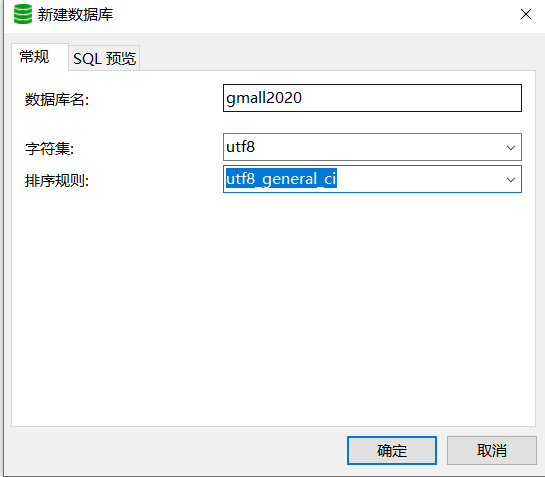 新建数据库
常规 SQL 预览
数据库名: gmall2020
字符集: utf8
排序规则: utf8_general_ci
确定 取消